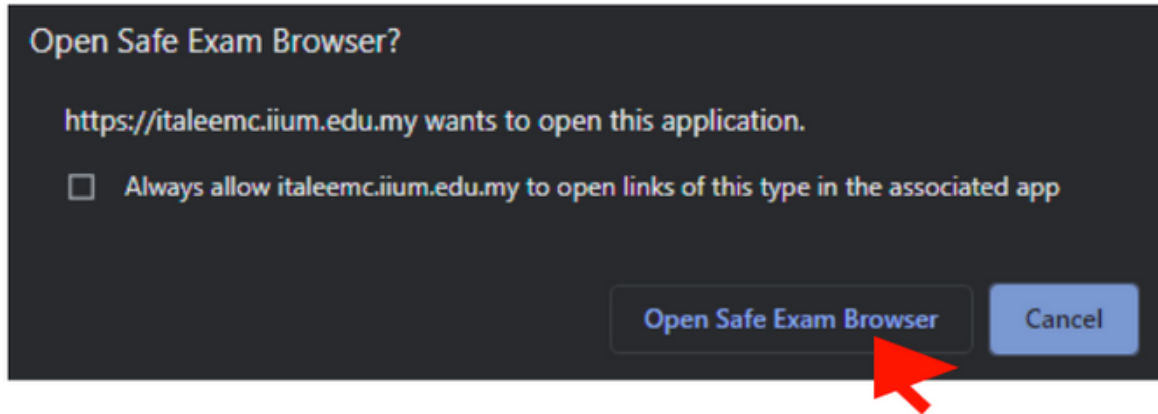 Open Safe Exam Browser?
https://italeemc.iium.edu.my wants to open this application.
Always allow italeemc.iium.edu.my to open links of this type in the associated app
Open Safe Exam Browser
Cancel